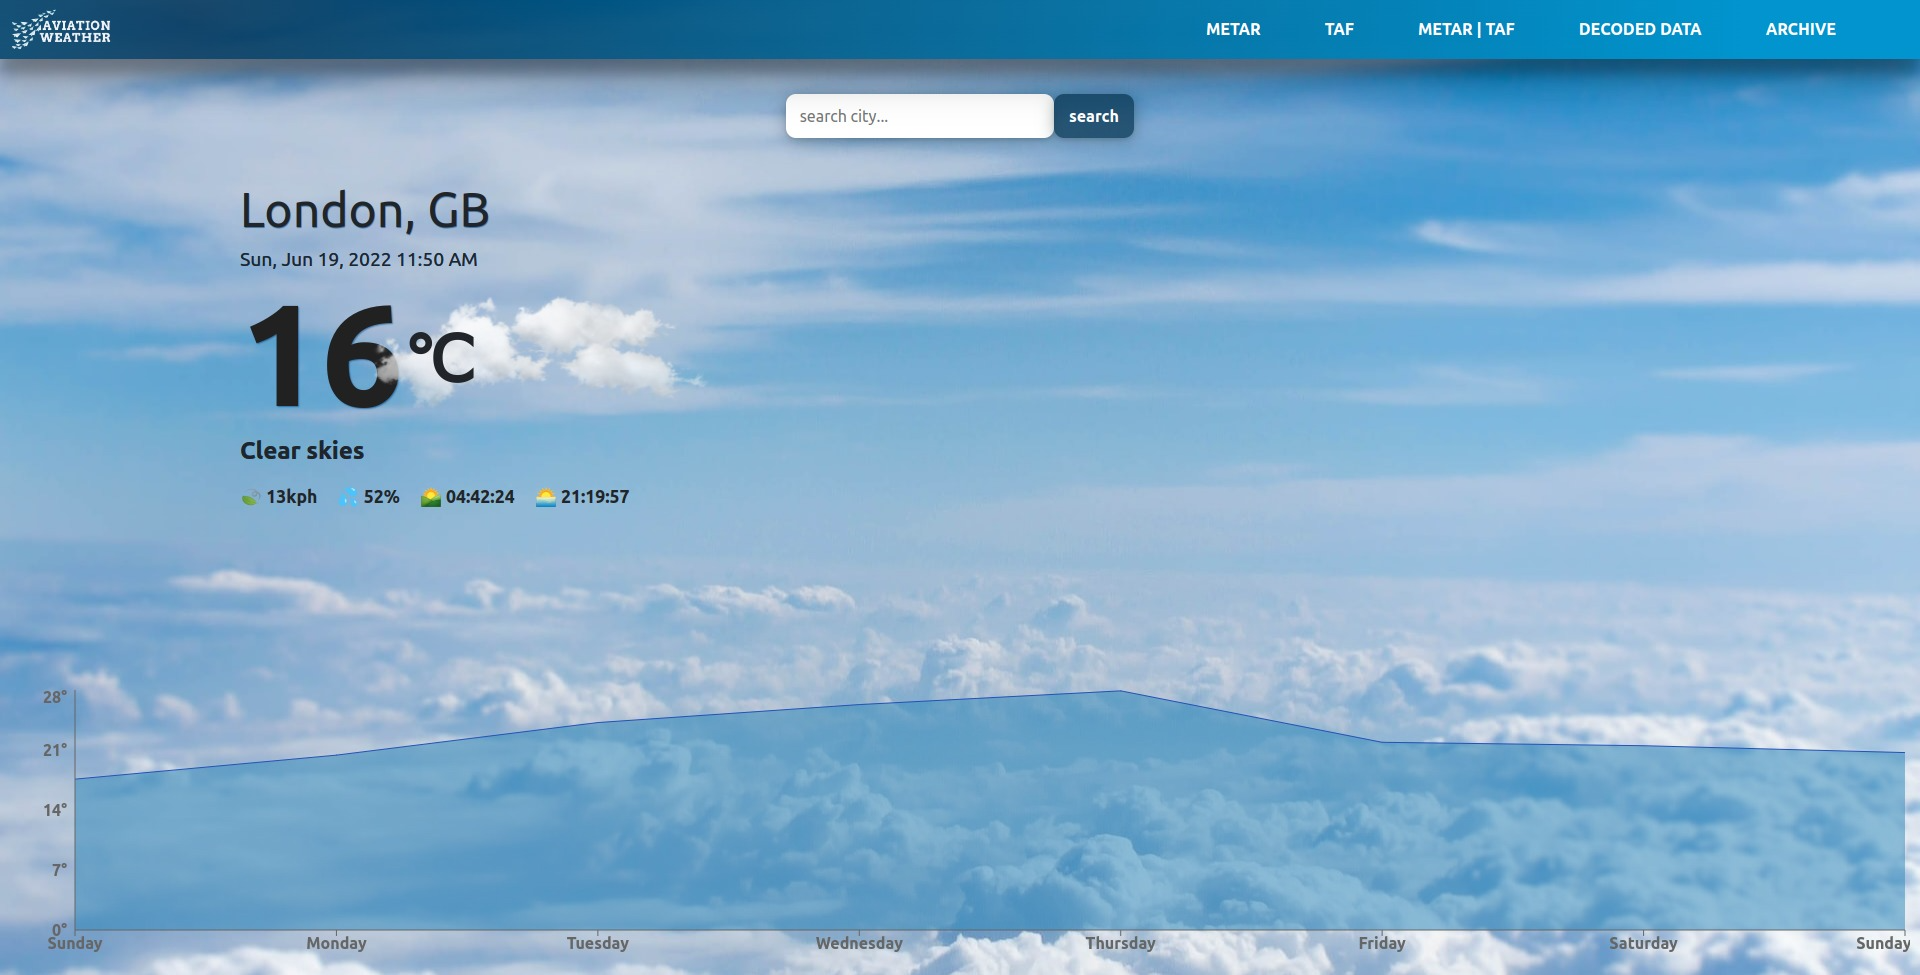 AVIATION
WEATHER
METAR TAF METAR | TAF DECODED DATA ARCHIVE
search city... search
London, GB
Sun, Jun 19, 2022 11:50 AM
16 °C
Clear skies
13kph 52% 04:42:24 21:19:57
28°
21°
14°
7°
0°
Sunday Monday Tuesday Wednesday Thursday Friday Saturday Sunday